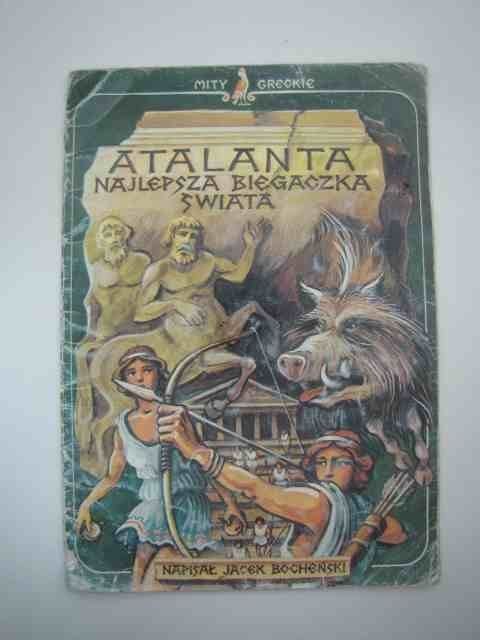 MITY GRECKIE
ATALANTA
NAJLEPSZA BIEGACZKA
ŚWIATA
NAPISAŁ JACEK BOCHEŃSKI